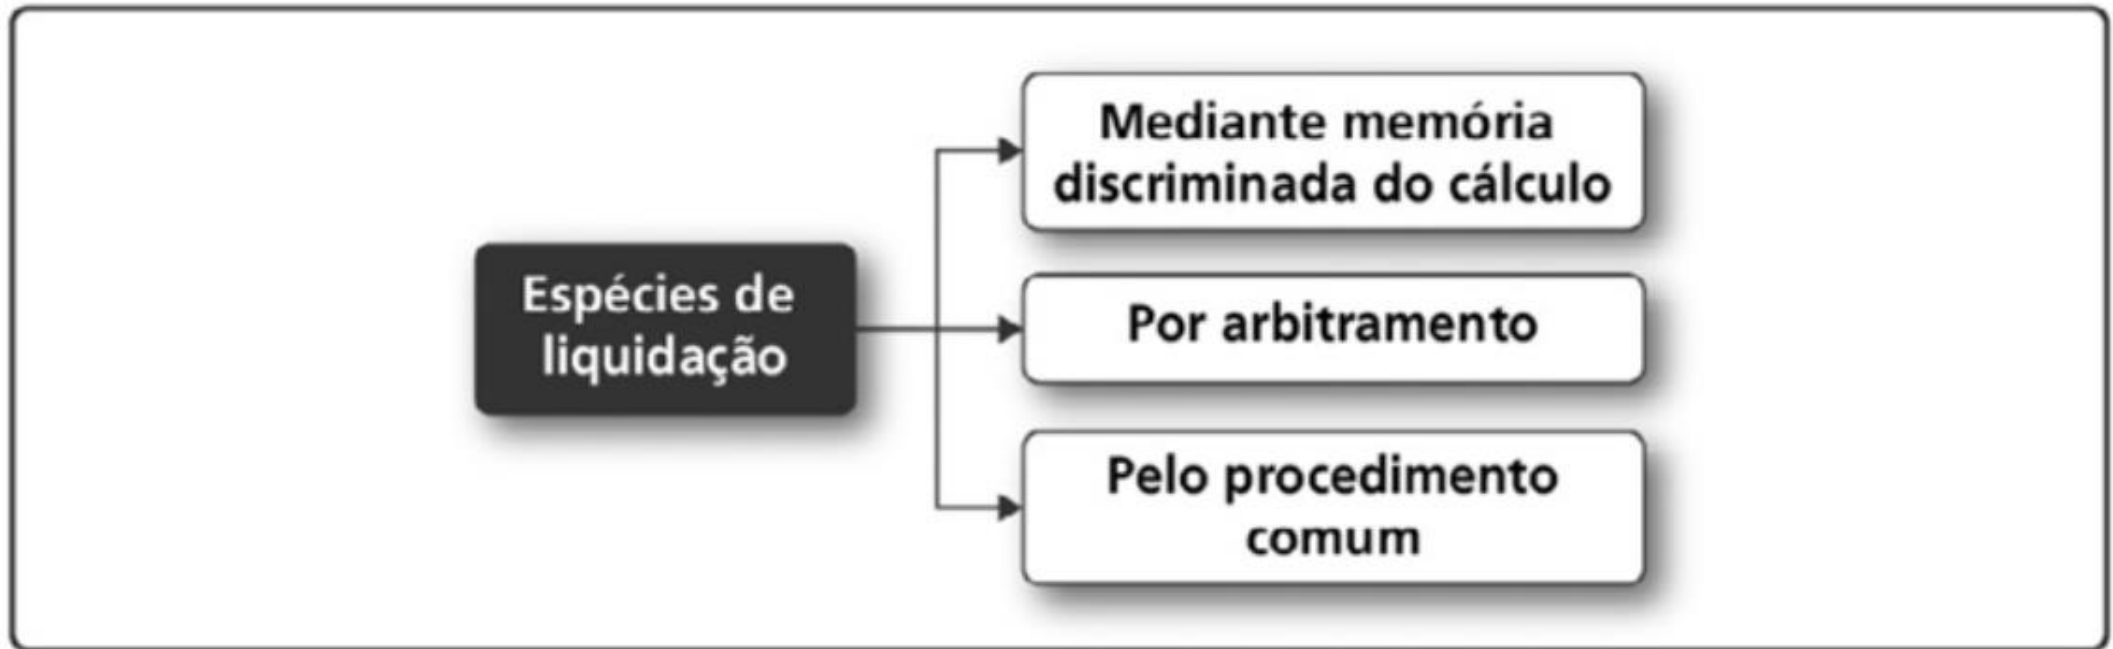 Espécies de
liquidação
Mediante memória
discriminada do cálculo
Por arbitramento
Pelo procedimento
comum